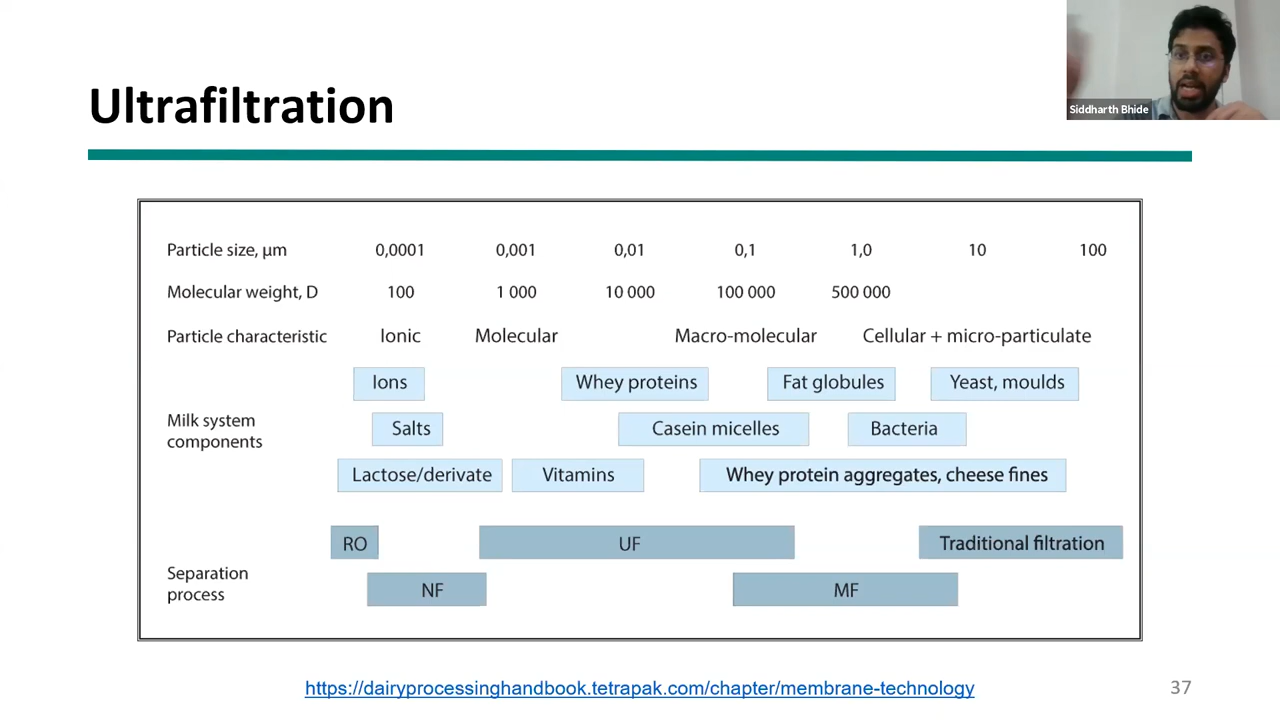 Siddharth Bhide
Ultrafiltration
Particle size, µm 0,0001 0,001 0,01 0,1 1,0 10 100
Molecular weight, D 100 1 000 10 000 100 000 500 000
Particle characteristic Ionic Molecular Macro-molecular Cellular + micro-particulate
Ions Whey proteins Fat globules Yeast, moulds
Milk system
components
Salts Casein micelles Bacteria
Lactose/derivate Vitamins Whey protein aggregates, cheese fines
RO UF Traditional filtration
Separation
process
NF MF
https://dairyprocessinghandbook.tetrapak.com/chapter/membrane-technology
37